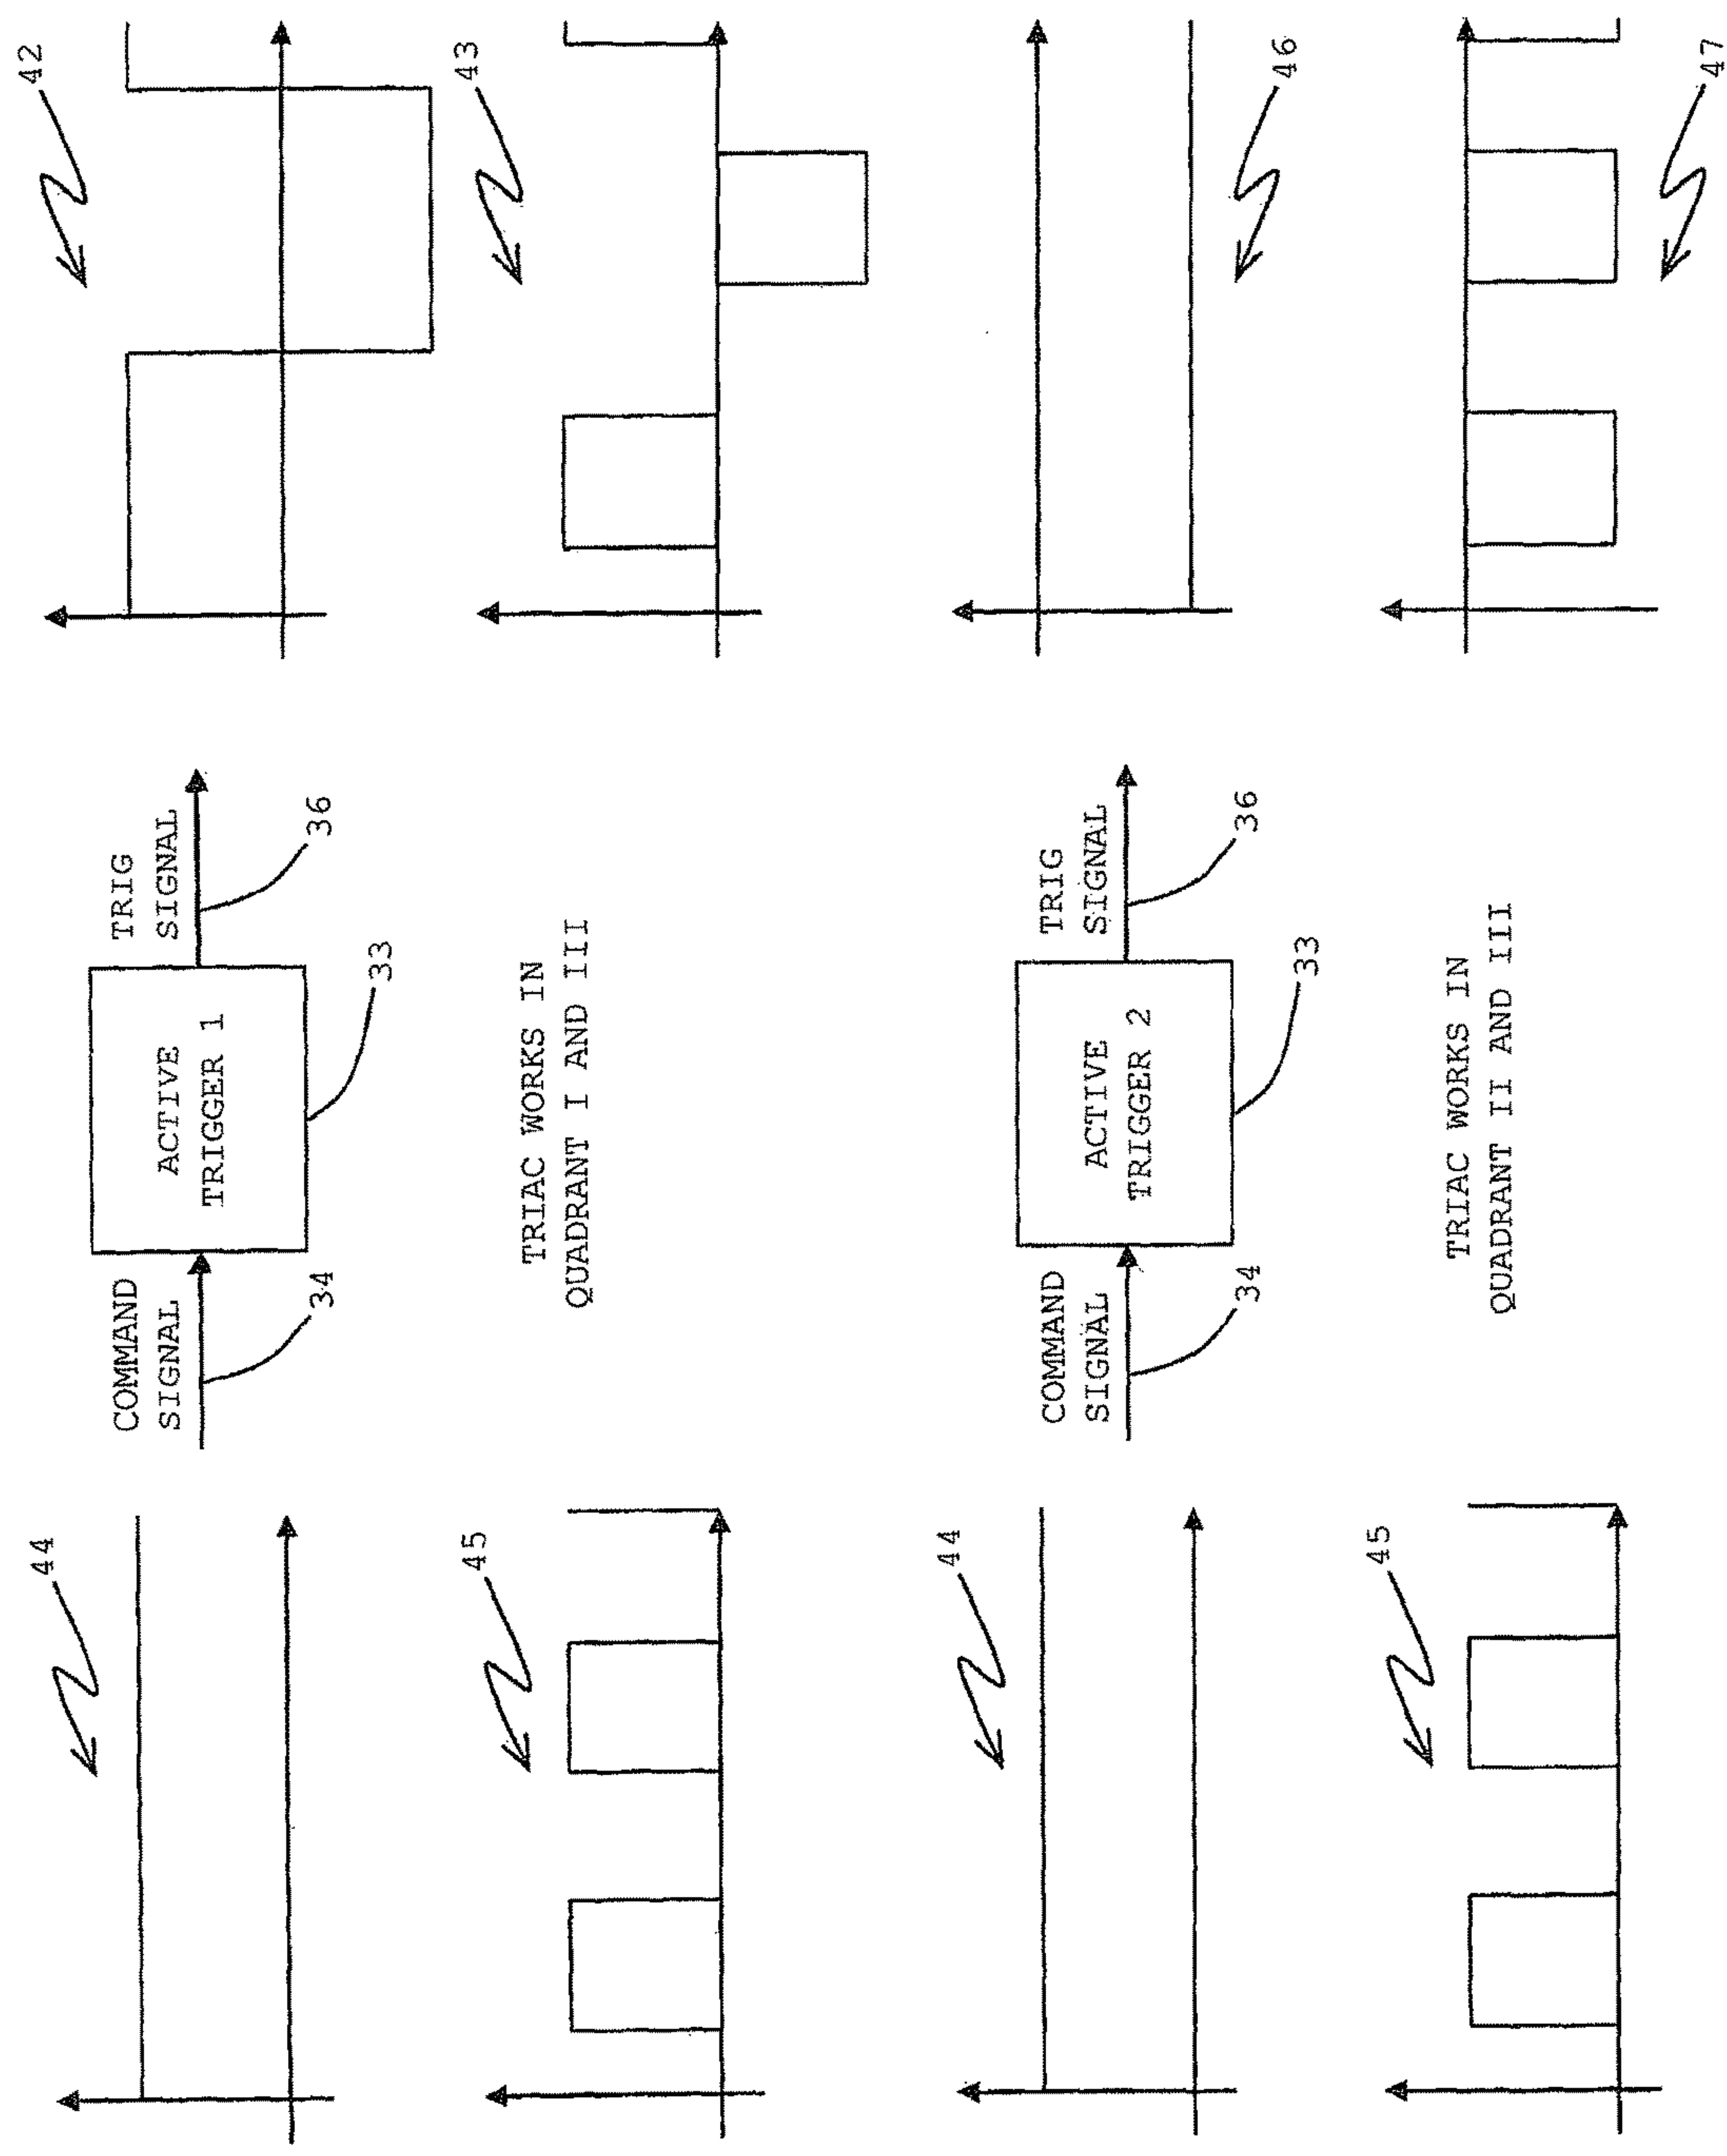 44
COMMAND
SIGNAL
34
ACTIVE
TRIGGER 1
33
TRIG
SIGNAL
36
42
45
TRIAC WORKS IN
QUADRANT I AND III
43
44
COMMAND
SIGNAL
34
ACTIVE
TRIGGER 2
33
TRIG
SIGNAL
36
46
45
TRIAC WORKS IN
QUADRANT II AND III
47